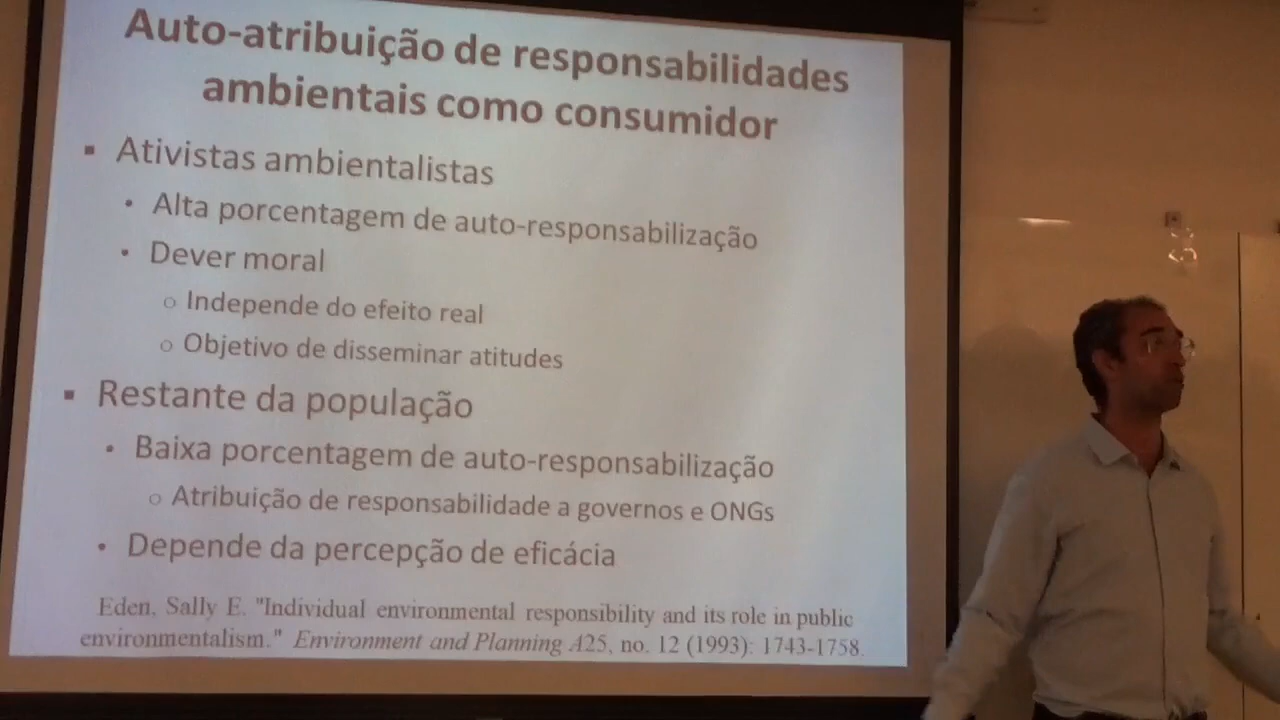 Auto-atribuição de responsabilidades
ambientais como consumidor
▪ Ativistas ambientalistas
• Alta porcentagem de auto-responsabilização
• Dever moral
o Independe do efeito real
o Objetivo de disseminar atitudes
▪ Restante da população
• Baixa porcentagem de auto-responsabilização
o Atribuição de responsabilidade a governos e ONGs
• Depende da percepção de eficácia
Eden, Sally E. "Individual environmental responsibility and its role in public
environmentalism." Environment and Planning A25, no. 12 (1993): 1743-1758.